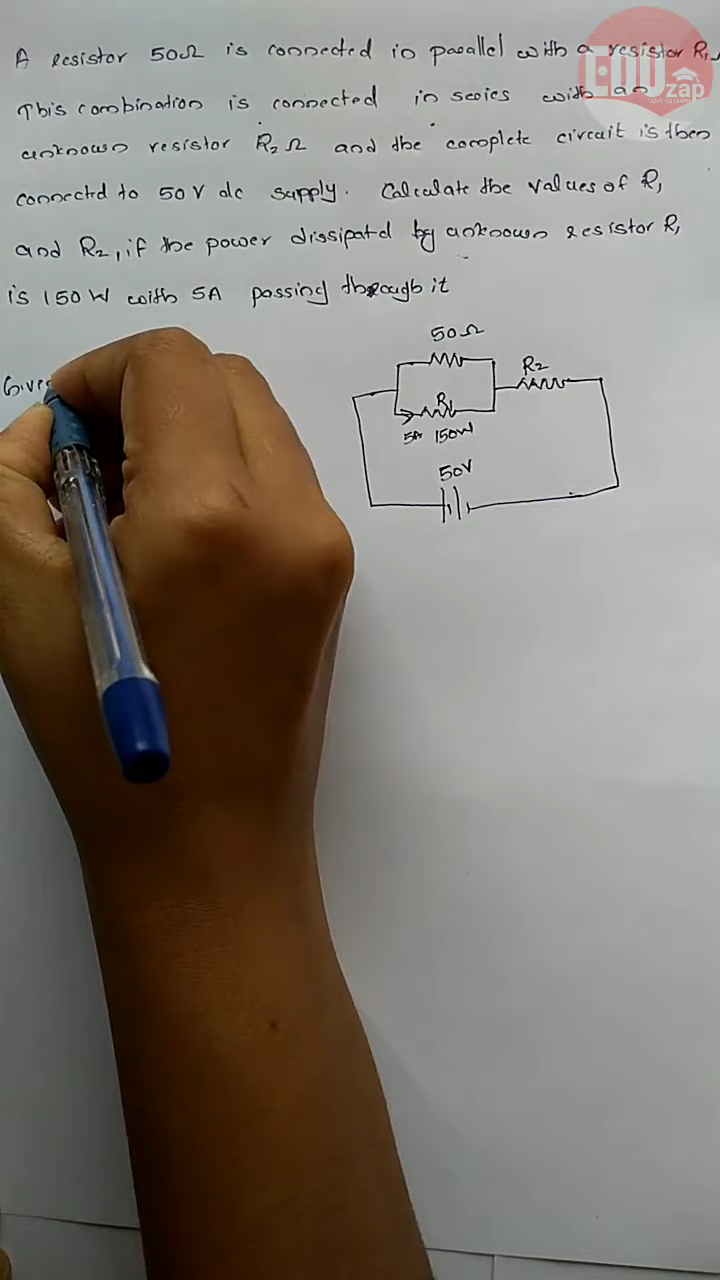 A resistor 50Ω is connected in parallel with a resistor R₁
This combination is connected in series with an
unknown resistor R₂ Ω and the complete circuit is then
connected to 50 V dc supply. Calculate the values of R₁
and R₂, if the power dissipated by unknown resistor R₁
is 150 W with 5A passing through it
EDU
zap
50Ω
R₂
Given
R₁
5A 150W
50V